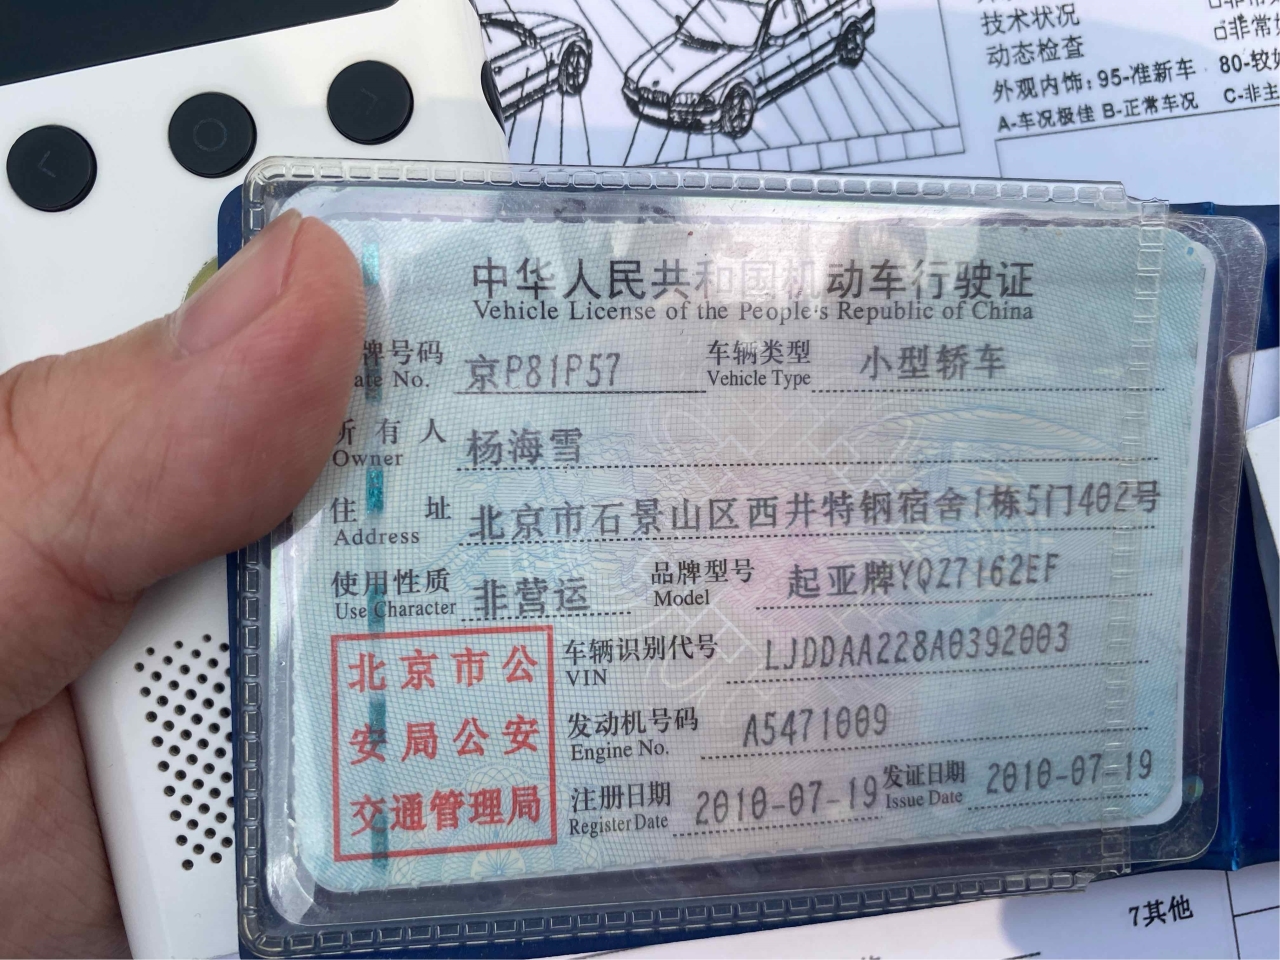 技术状况
动态检查
外观内饰：95-准新车 80-较
A-车况极佳 B-正常车况 C-非主
中华人民共和国机动车行驶证
Vehicle License of the People's Republic of China
牌号码 京P81P57 车辆类型 小型轿车
No. Vehicle Type
所有人 杨海雪
Owner
住址 北京市石景山区西井特钢宿舍1栋5门402号
Address
使用性质 非营运 品牌型号 起亚牌YQZ7162EF
Use Character Model
车辆识别代号 LJDDAA228A0392003
VIN
发动机号码 A5471009
Engine No.
注册日期 2010-07-19 发证日期 2010-07-19
Register Date Issue Date
北京市公
安局公安
交通管理局
7其他